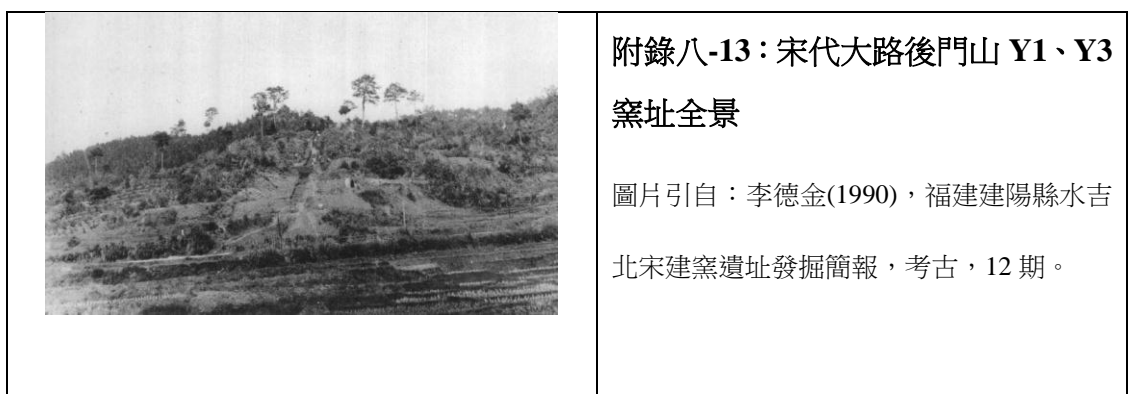 附錄八-13：宋代大路後門山 Y1、Y3
窯址全景
圖片引自：李德金(1990)，福建建陽縣水吉
北宋建窯遺址發掘簡報，考古，12 期。